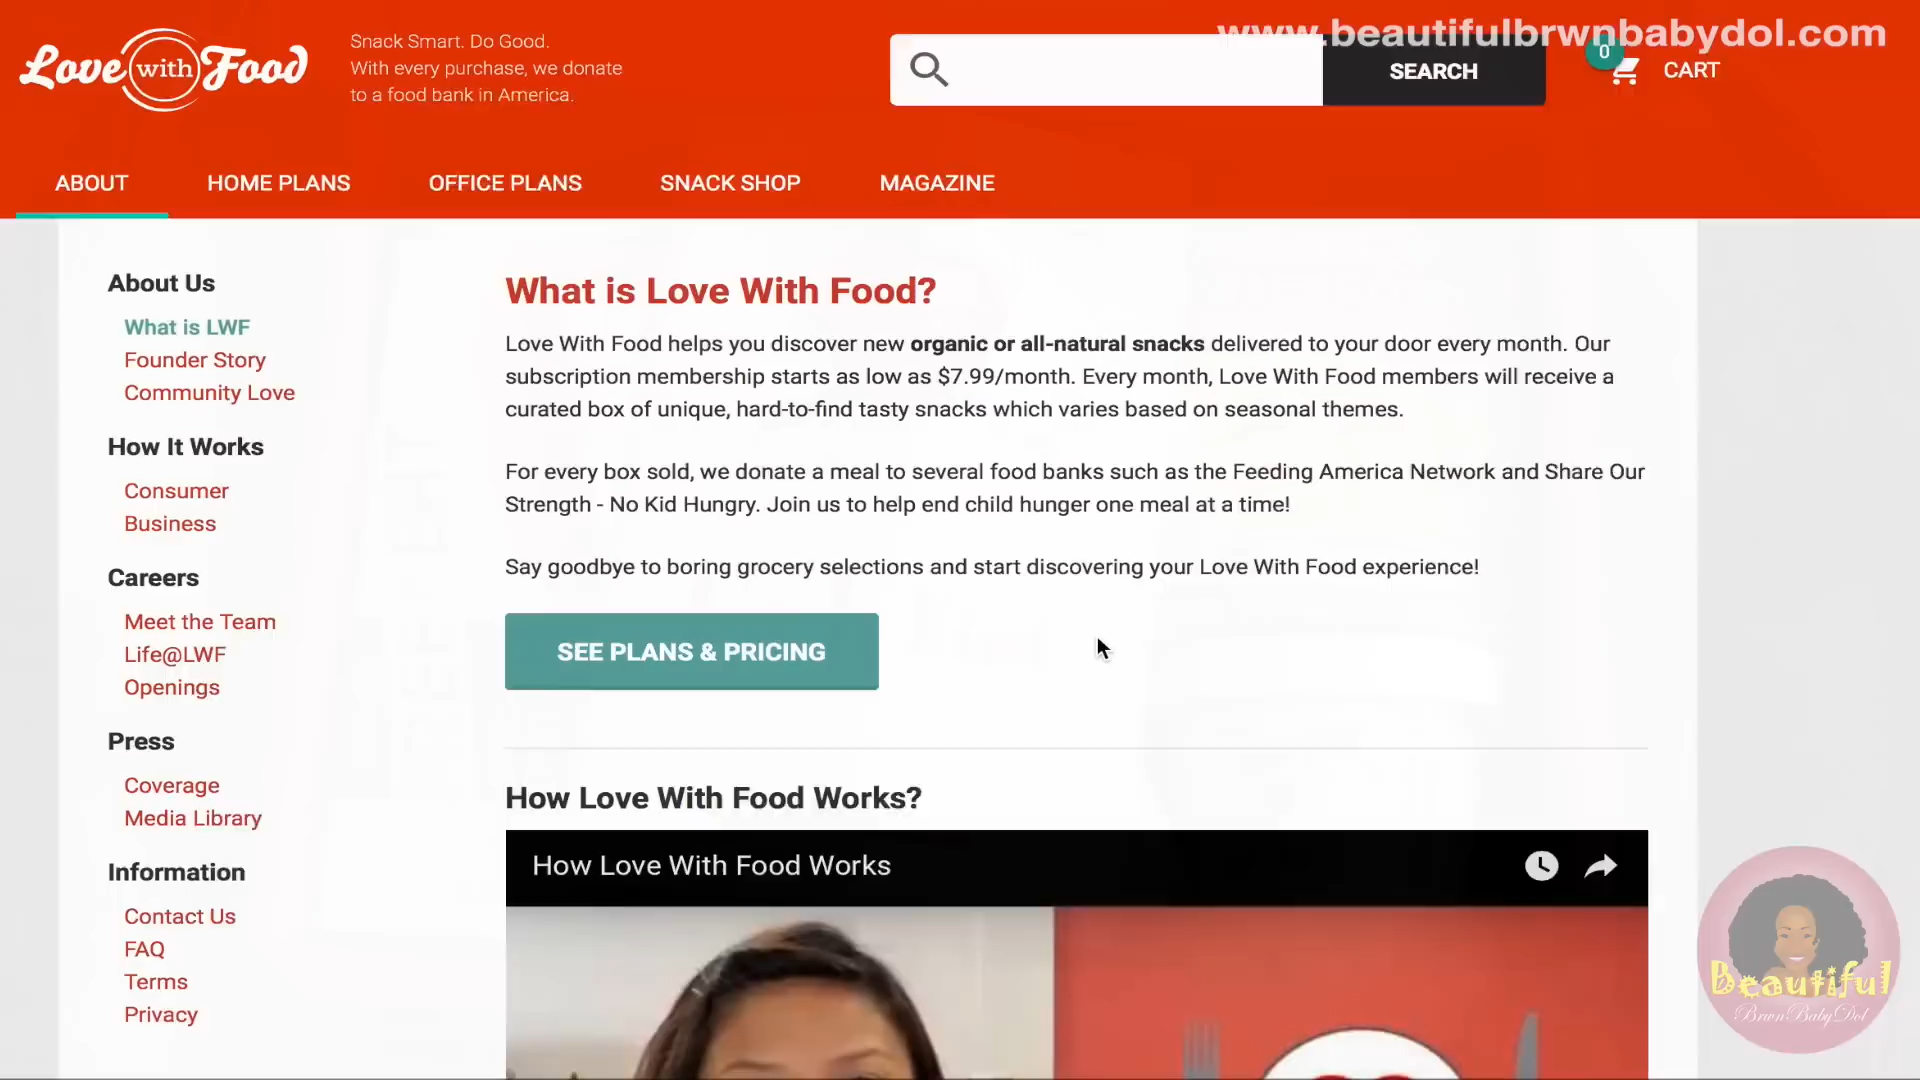 www.beautifulbrwnbabydol.com
Love with Food
Snack Smart. Do Good.
With every purchase, we donate
to a food bank in America.
SEARCH
0
CART
ABOUT
HOME PLANS
OFFICE PLANS
SNACK SHOP
MAGAZINE
About Us
What is LWF
Founder Story
Community Love
How It Works
Consumer
Business
Careers
Meet the Team
Life@LWF
Openings
Press
Coverage
Media Library
Information
Contact Us
FAQ
Terms
Privacy
What is Love With Food?
Love With Food helps you discover new organic or all-natural snacks delivered to your door every month. Our
subscription membership starts as low as $7.99/month. Every month, Love With Food members will receive a
curated box of unique, hard-to-find tasty snacks which varies based on seasonal themes.
For every box sold, we donate a meal to several food banks such as the Feeding America Network and Share Our
Strength - No Kid Hungry. Join us to help end child hunger one meal at a time!
Say goodbye to boring grocery selections and start discovering your Love With Food experience!
SEE PLANS & PRICING
How Love With Food Works?
How Love With Food Works
Beautiful
BrwnBabyDol